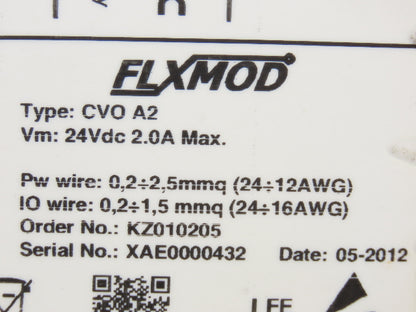 FLXMOD
Type: CVO A2
Vm: 24Vdc 2.0A Max.
Pw wire: 0,2÷2,5mmq (24÷12AWG)
IO wire: 0,2÷1,5 mmq (24÷16AWG)
Order No.: KZ010205
Serial No.: XAE0000432 Date: 05-2012